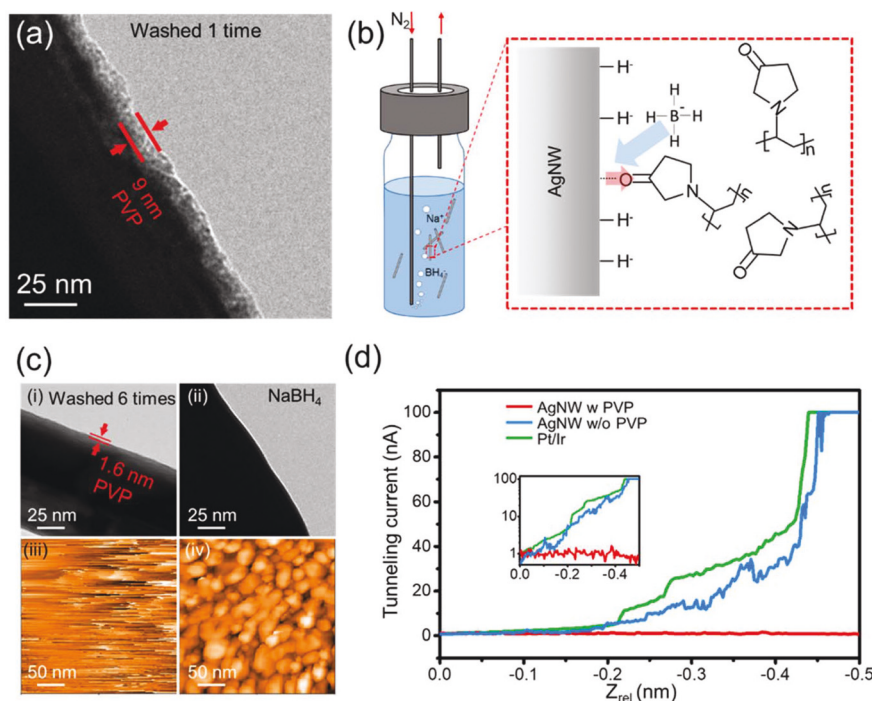 (a)
Washed 1 time
9 nm
PVP
25 nm
(b)
N2
Na+
BH4-
AgNW
H-
H-
H-
H-
H
H-B-H
H
O
N
n
O
N
n
O
N
n
(c)
(i) Washed 6 times
1.6 nm
PVP
25 nm
(ii) NaBH4
25 nm
(iii)
50 nm
(iv)
50 nm
(d)
Tunneling current (nA)
100
80
60
40
20
0
AgNW w PVP
AgNW w/o PVP
Pt/Ir
100
10
1
0.0 -0.2 -0.4
0.0 -0.1 -0.2 -0.3 -0.4 -0.5
Zrel (nm)